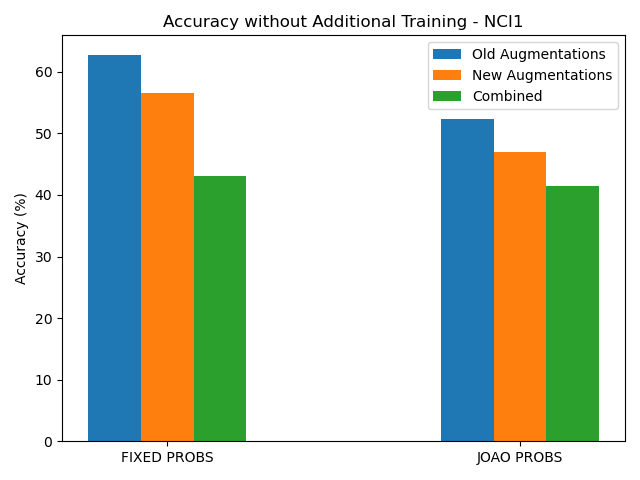 Accuracy without Additional Training - NCI1
Old Augmentations
New Augmentations
Combined
Accuracy (%)
60
50
40
30
20
10
0
FIXED PROBS
JOAO PROBS